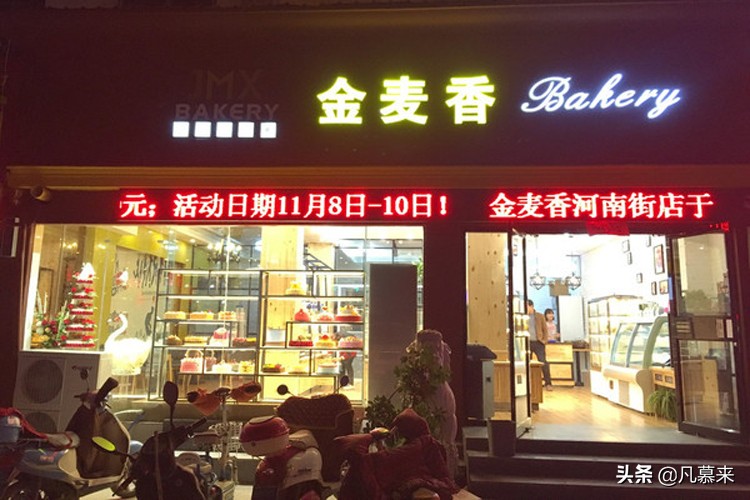 JMX
BAKERY
金麦香 Bakery
元；活动日期11月8日-10日！ 金麦香河南街店于
头条 @凡慕来